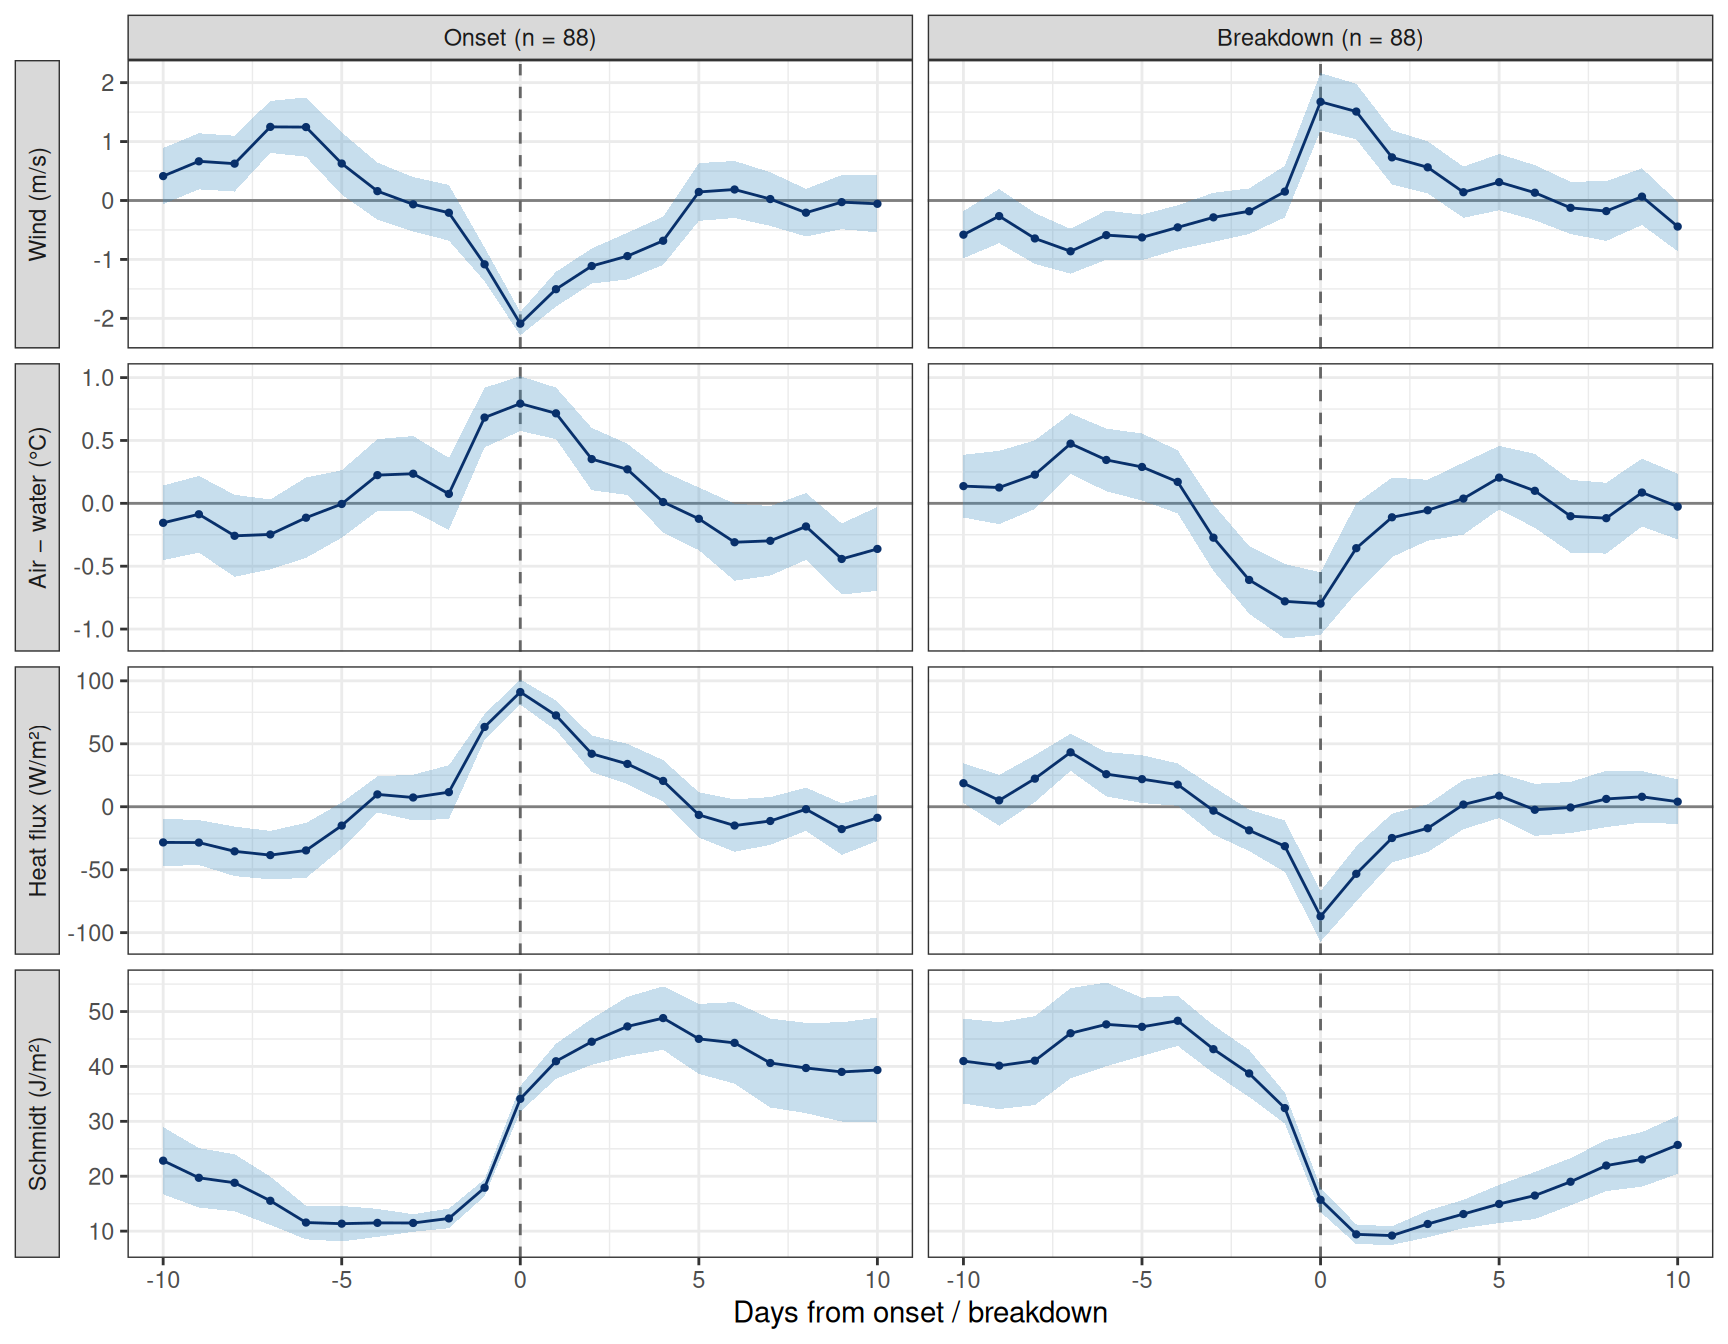 Onset (n = 88)
Breakdown (n = 88)
Wind (m/s)
2
1
0
-1
-2
Air – water (°C)
1.0
0.5
0.0
-0.5
-1.0
Heat flux (W/m²)
100
50
0
-50
-100
Schmidt (J/m²)
50
40
30
20
10
-10 -5 0 5 10
-10 -5 0 5 10
Days from onset / breakdown